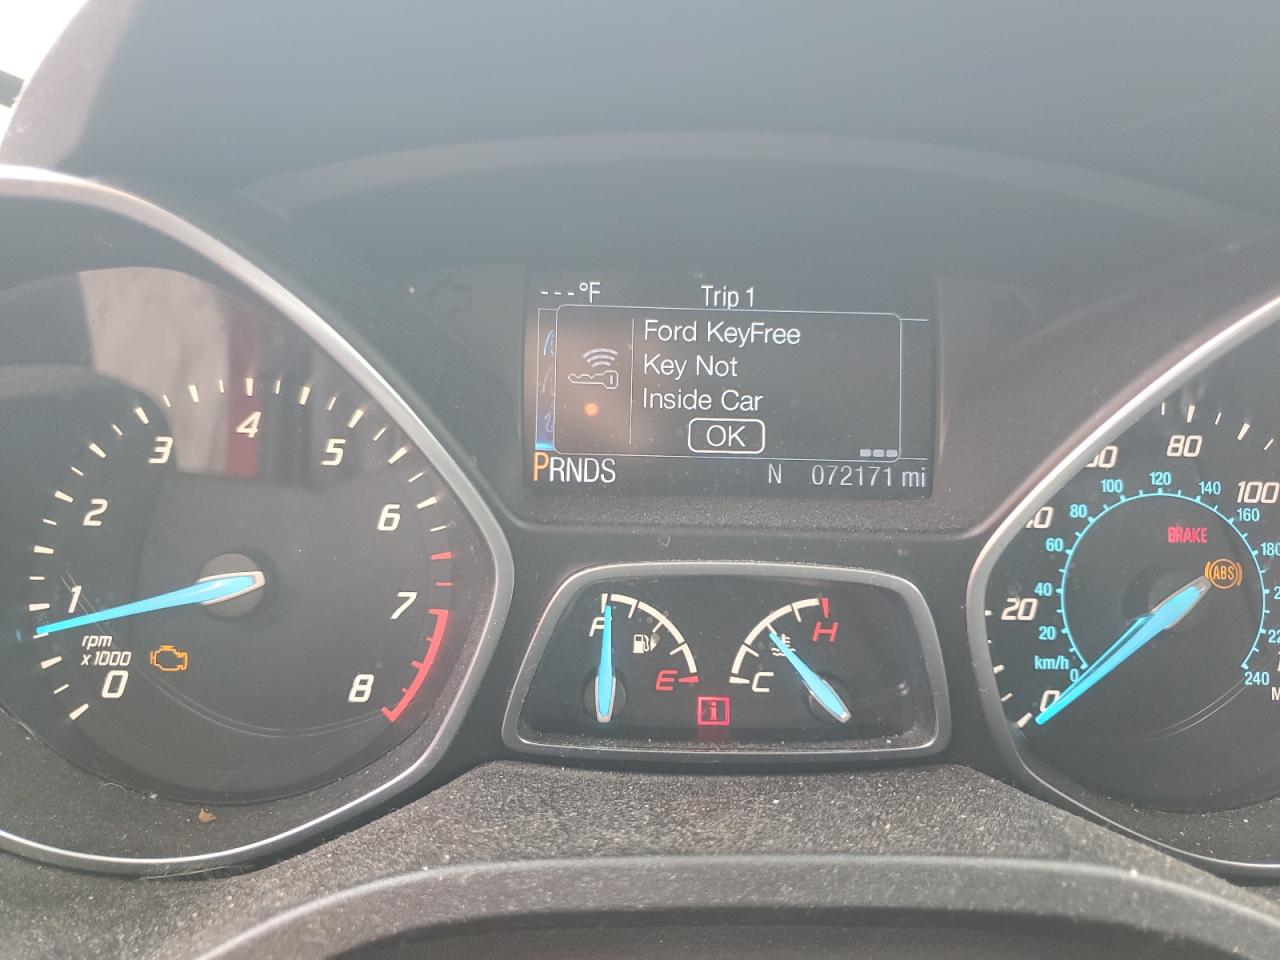 ---°F Trip 1
Ford KeyFree
Key Not
Inside Car
OK
PRNDS N 072171 mi
0
1
2
3
4
5
6
7
8
rpm
x1000
F
E
C
H
i
0
20
80
100
km/h
0
20
40
60
80
100
120
140
160
240
BRAKE
ABS